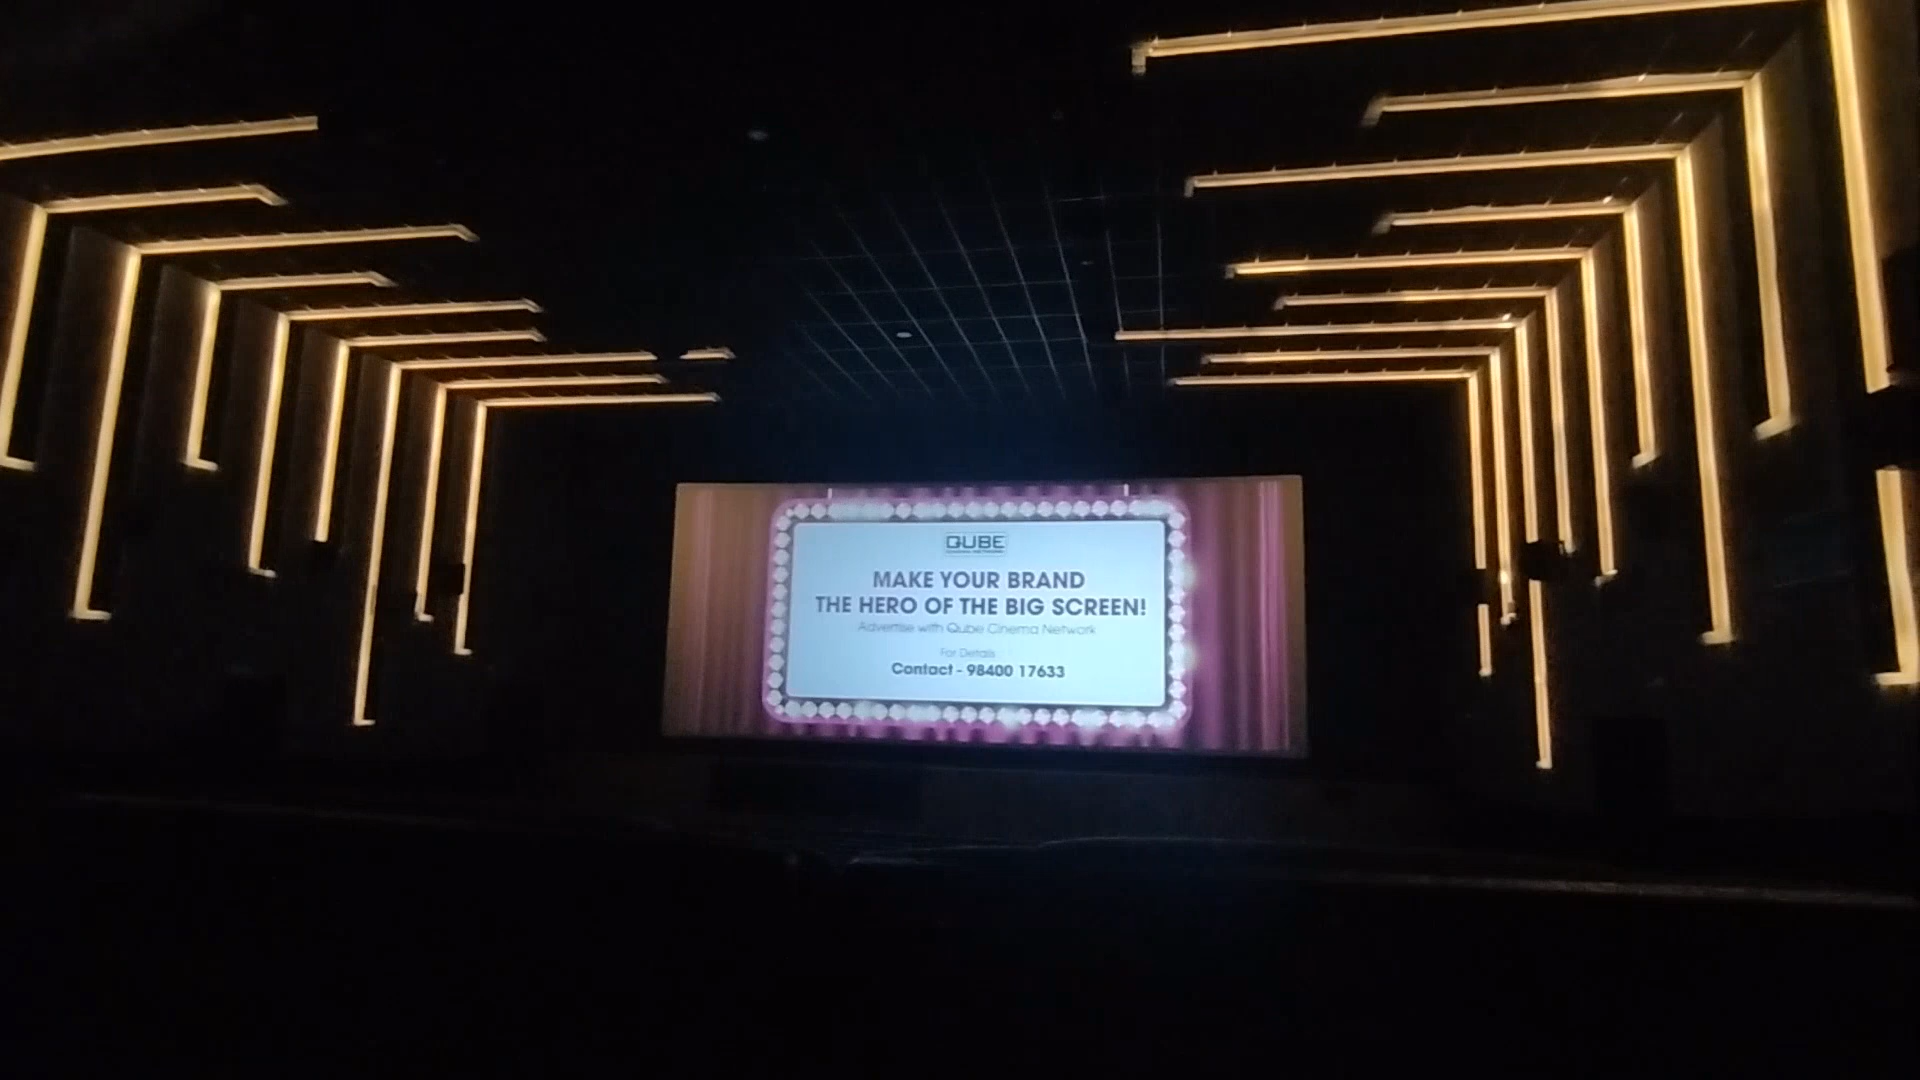 QUBE
MAKE YOUR BRAND
THE HERO OF THE BIG SCREEN!
Advertise with Qube Cinema Network
For Details
Contact - 98400 17633